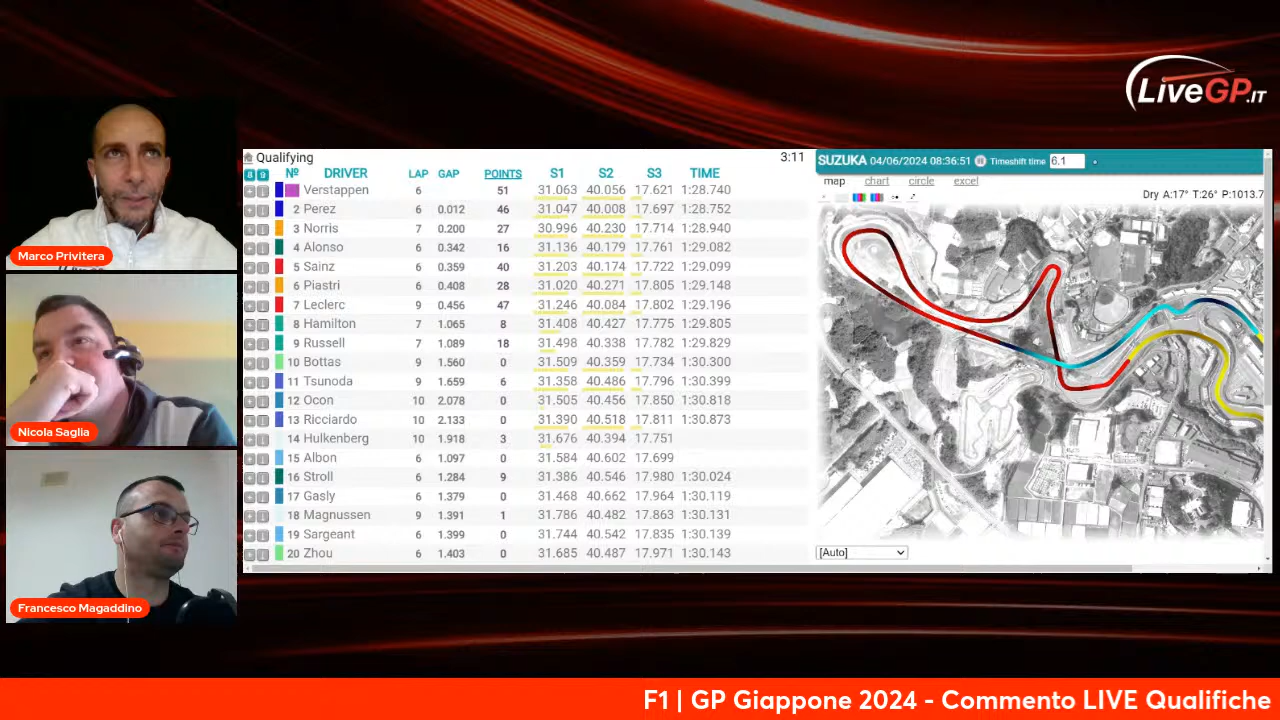 LiveGP.IT
Marco Privitera
Nicola Saglia
Francesco Magaddino
Qualifying 3:11
Nº DRIVER LAP GAP POINTS S1 S2 S3 TIME
Verstappen 6 51 31.063 40.056 17.621 1:28.740
2 Perez 6 0.012 46 31.047 40.008 17.697 1:28.752
3 Norris 7 0.200 27 30.996 40.230 17.714 1:28.940
4 Alonso 6 0.342 16 31.136 40.179 17.761 1:29.082
5 Sainz 6 0.359 40 31.203 40.174 17.722 1:29.099
6 Piastri 6 0.408 28 31.020 40.271 17.805 1:29.148
7 Leclerc 9 0.456 47 31.246 40.084 17.802 1:29.196
8 Hamilton 7 1.065 8 31.408 40.427 17.775 1:29.805
9 Russell 7 1.089 18 31.498 40.338 17.782 1:29.829
10 Bottas 9 1.560 0 31.509 40.359 17.734 1:30.300
11 Tsunoda 9 1.659 6 31.358 40.486 17.796 1:30.399
12 Ocon 10 2.078 0 31.505 40.456 17.850 1:30.818
13 Ricciardo 10 2.133 0 31.390 40.518 17.811 1:30.873
14 Hulkenberg 10 1.918 3 31.676 40.394 17.751
15 Albon 6 1.097 0 31.584 40.602 17.699
16 Stroll 6 1.284 9 31.386 40.546 17.980 1:30.024
17 Gasly 6 1.379 0 31.468 40.662 17.964 1:30.119
18 Magnussen 9 1.391 1 31.786 40.482 17.863 1:30.131
19 Sargeant 6 1.399 0 31.744 40.542 17.835 1:30.139
20 Zhou 6 1.403 0 31.685 40.487 17.971 1:30.143
SUZUKA 04/06/2024 08:36:51 Timeshift time 6.1
map chart circle excel
Dry A:17° T:26° P:1013.7
[Auto]
F1 | GP Giappone 2024 - Commento LIVE Qualifiche